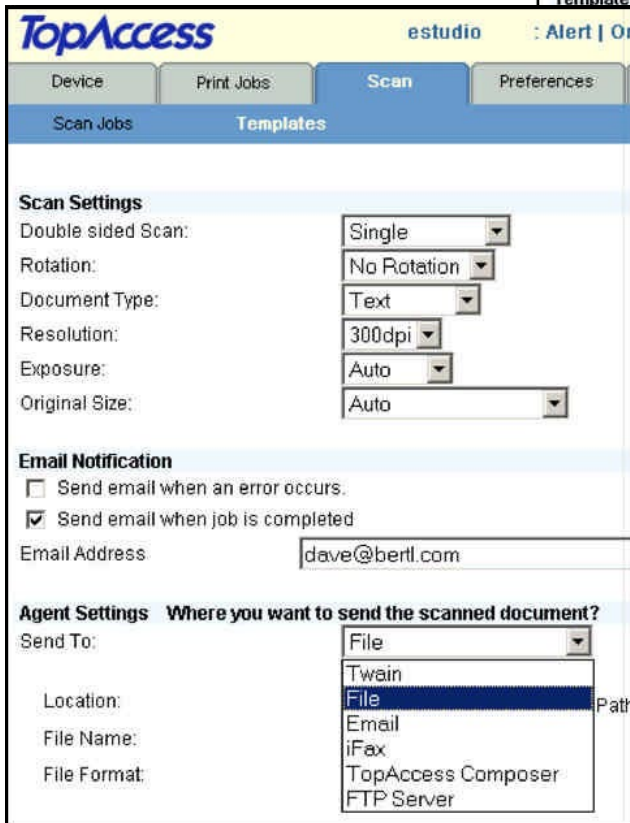 Template
TopAccess
estudio : Alert | Or
Device Print Jobs Scan Preferences
Scan Jobs Templates
Scan Settings
Double sided Scan: Single
Rotation: No Rotation
Document Type: Text
Resolution: 300dpi
Exposure: Auto
Original Size: Auto
Email Notification
Send email when an error occurs.
Send email when job is completed
Email Address dave@bertl.com
Agent Settings Where you want to send the scanned document?
Send To: File
Twain
Location: File Path
Email
File Name: iFax
File Format: TopAccess Composer
FTP Server